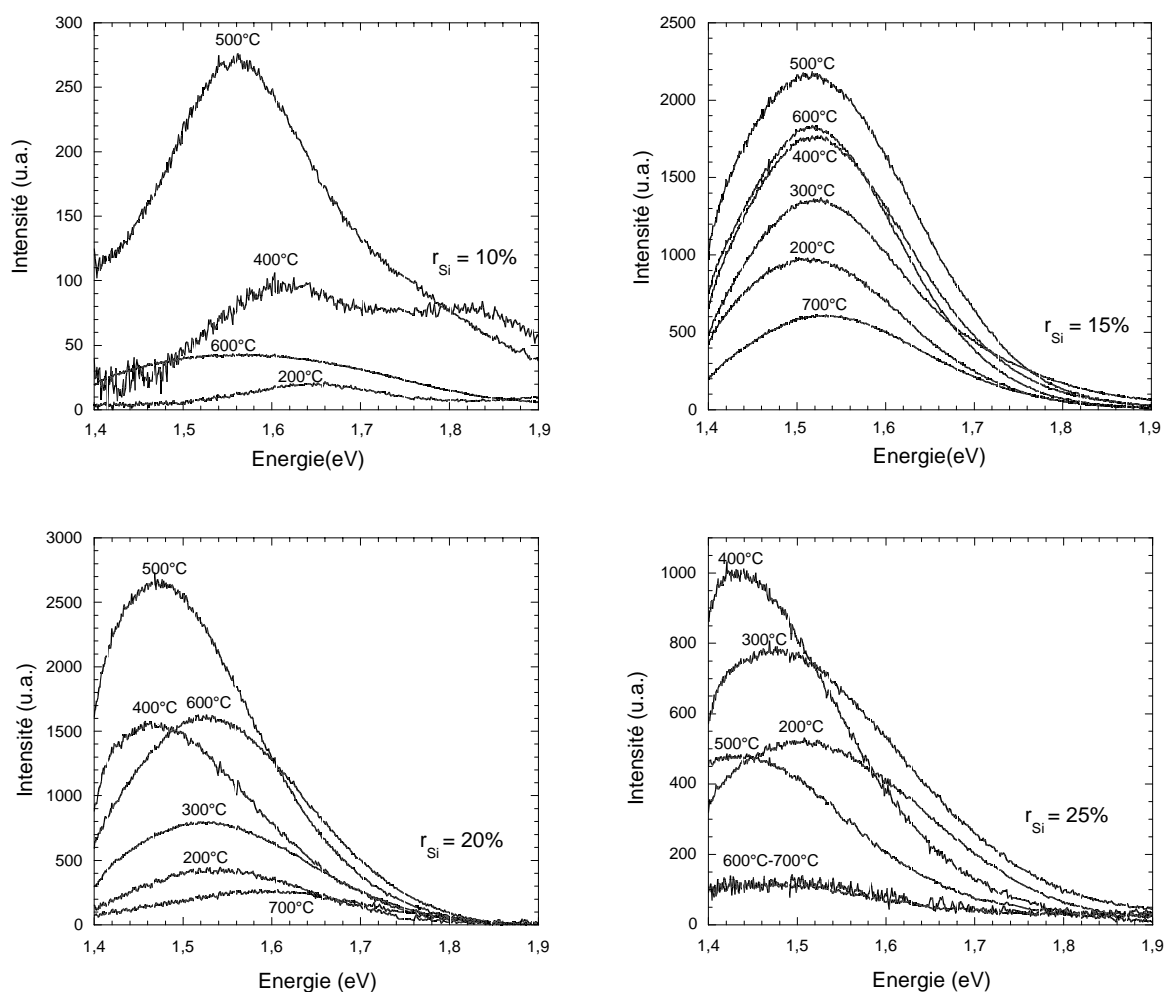 300
250
200
150
100
50
0
Intensité (u.a.)
500°C
400°C
600°C
200°C
r Si = 10%
1,4 1,5 1,6 1,7 1,8 1,9
Energie(eV)
2500
2000
1500
1000
500
0
Intensité (u.a.)
500°C
600°C
400°C
300°C
200°C
700°C
r Si = 15%
1,4 1,5 1,6 1,7 1,8 1,9
Energie(eV)
3000
2500
2000
1500
1000
500
0
Intensité (u.a.)
500°C
400°C
600°C
300°C
200°C
700°C
r Si = 20%
1,4 1,5 1,6 1,7 1,8 1,9
Energie (eV)
1000
800
600
400
200
0
Intensité (u.a.)
400°C
300°C
200°C
500°C
600°C-700°C
r Si = 25%
1,4 1,5 1,6 1,7 1,8 1,9
Energie (eV)